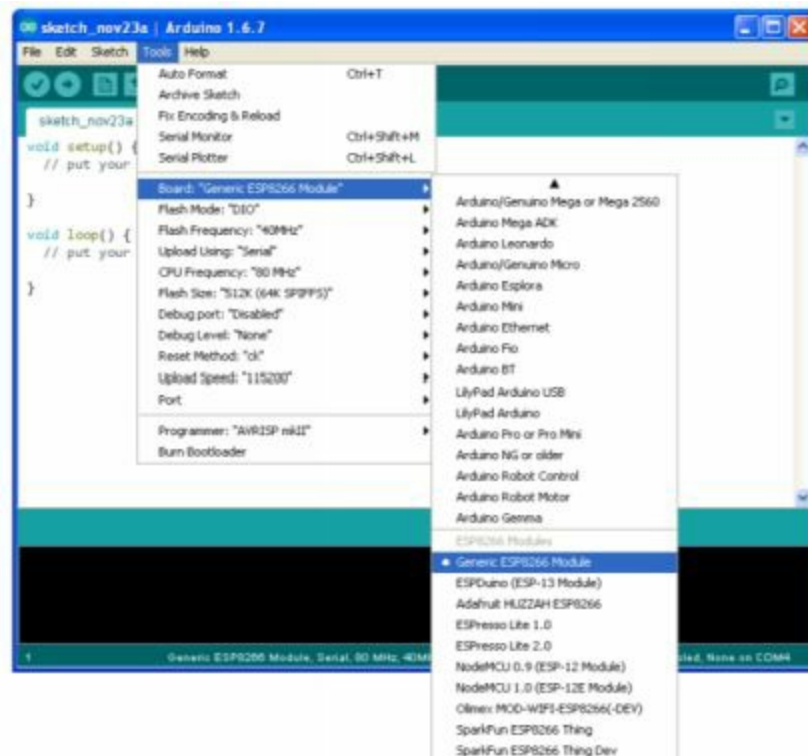 sketch_nov23a | Arduino 1.6.7
File Edit Sketch Tools Help
sketch_nov23a
void setup() {
// put your
}
void loop() {
// put your
}
Auto Format Ctrl+T
Archive Sketch
Fix Encoding & Reload
Serial Monitor Ctrl+Shift+M
Serial Plotter Ctrl+Shift+L
Board: "Generic ESP8266 Module"
Flash Mode: "DIO"
Flash Frequency: "40MHz"
Upload Using: "Serial"
CPU Frequency: "80 MHz"
Flash Size: "512K (64K SPIFFS)"
Debug port: "Disabled"
Debug Level: "None"
Reset Method: "ck"
Upload Speed: "115200"
Port
Programmer: "AVRISP mkII"
Burn Bootloader
Arduino/Genuino Mega or Mega 2560
Arduino Mega ADK
Arduino Leonardo
Arduino/Genuino Micro
Arduino Esplora
Arduino Mini
Arduino Ethernet
Arduino Fio
Arduino BT
LilyPad Arduino USB
LilyPad Arduino
Arduino Pro or Pro Mini
Arduino NG or older
Arduino Robot Control
Arduino Robot Motor
Arduino Gemma
ESP8266 Modules
Generic ESP8266 Module
ESPDuino (ESP-13 Module)
Adafruit HUZZAH ESP8266
ESPresso Lite 1.0
ESPresso Lite 2.0
NodeMCU 0.9 (ESP-12 Module)
NodeMCU 1.0 (ESP-12E Module)
Olimex MOD-WIFI-ESP8266(-DEV)
SparkFun ESP8266 Thing
SparkFun ESP8266 Thing Dev
1 Generic ESP8266 Module, Serial, 80 MHz, 40M bled, None on COM4